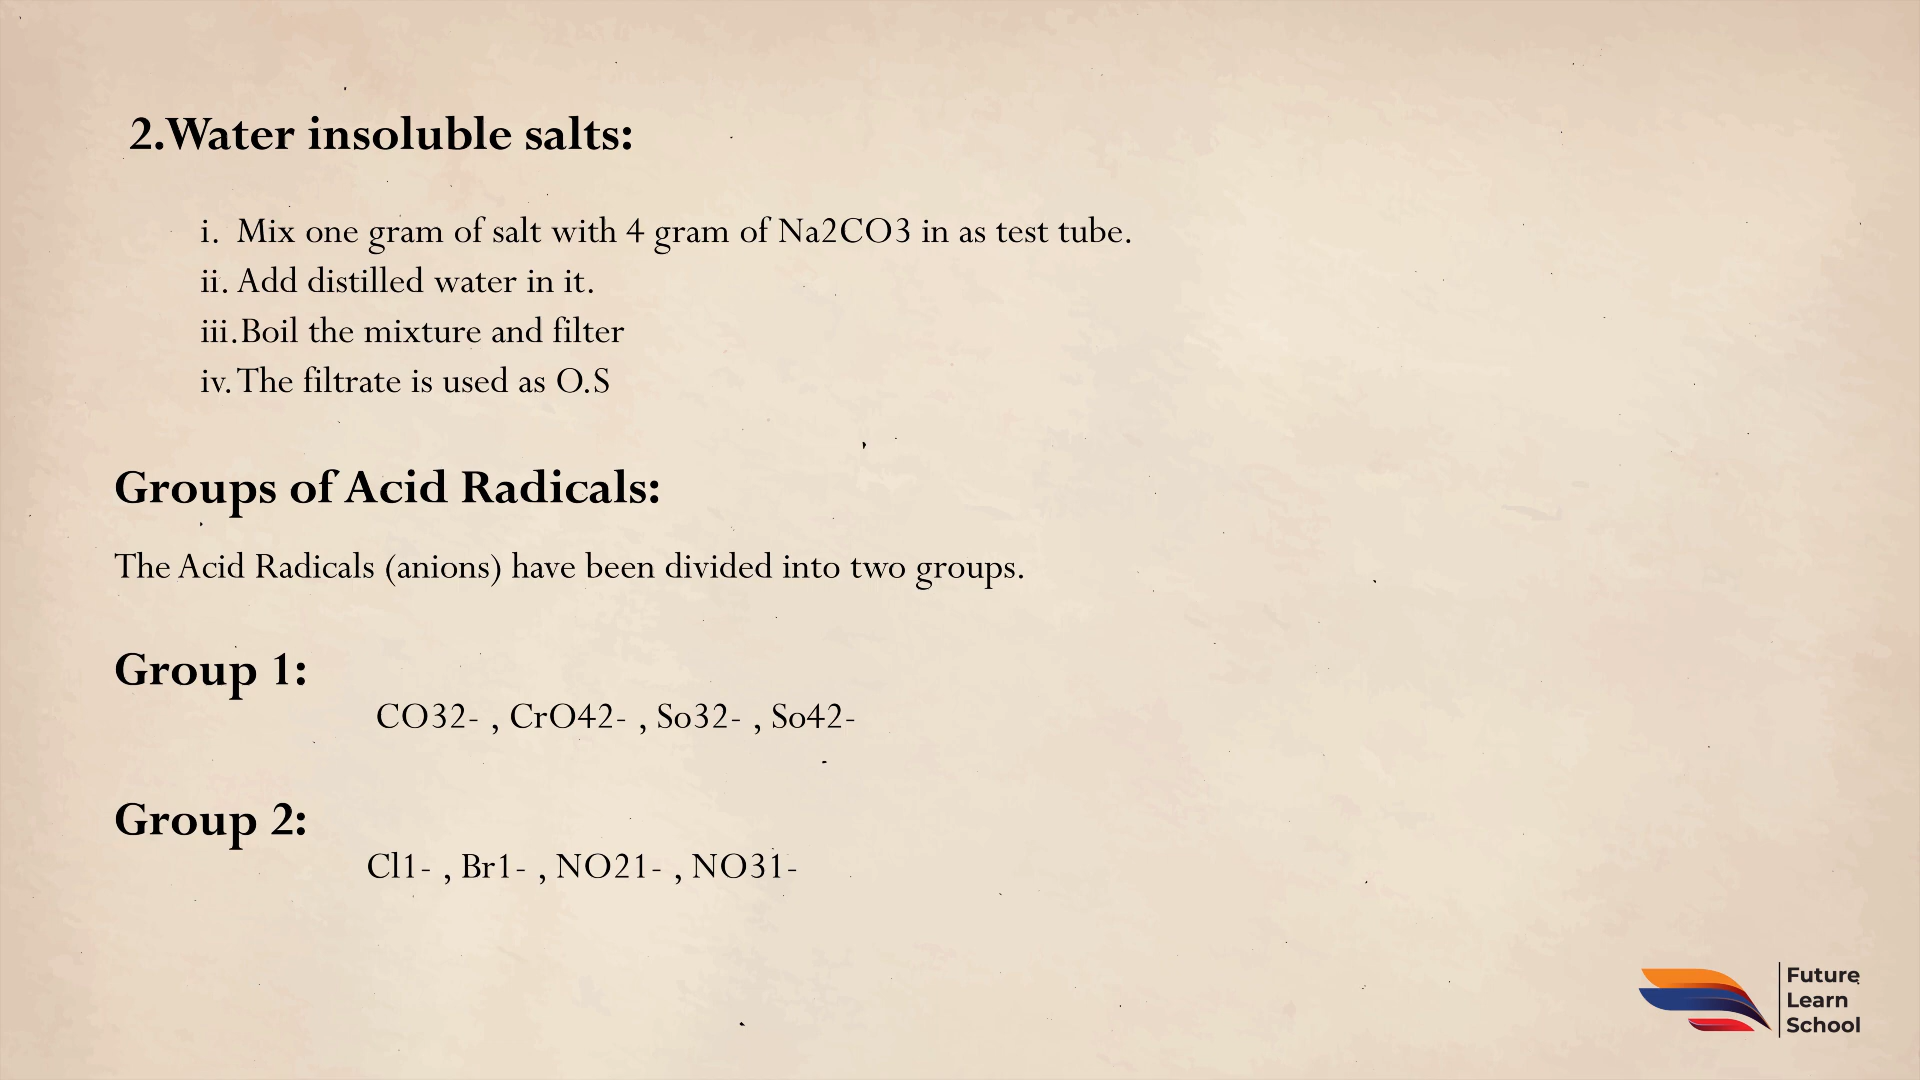 2.Water insoluble salts:
i. Mix one gram of salt with 4 gram of Na2CO3 in as test tube.
ii. Add distilled water in it.
iii.Boil the mixture and filter
iv.The filtrate is used as O.S
Groups of Acid Radicals:
The Acid Radicals (anions) have been divided into two groups.
Group 1:
CO32- , CrO42- , So32- , So42-
Group 2:
Cl1- , Br1- , NO21- , NO31-
Future
Learn
School